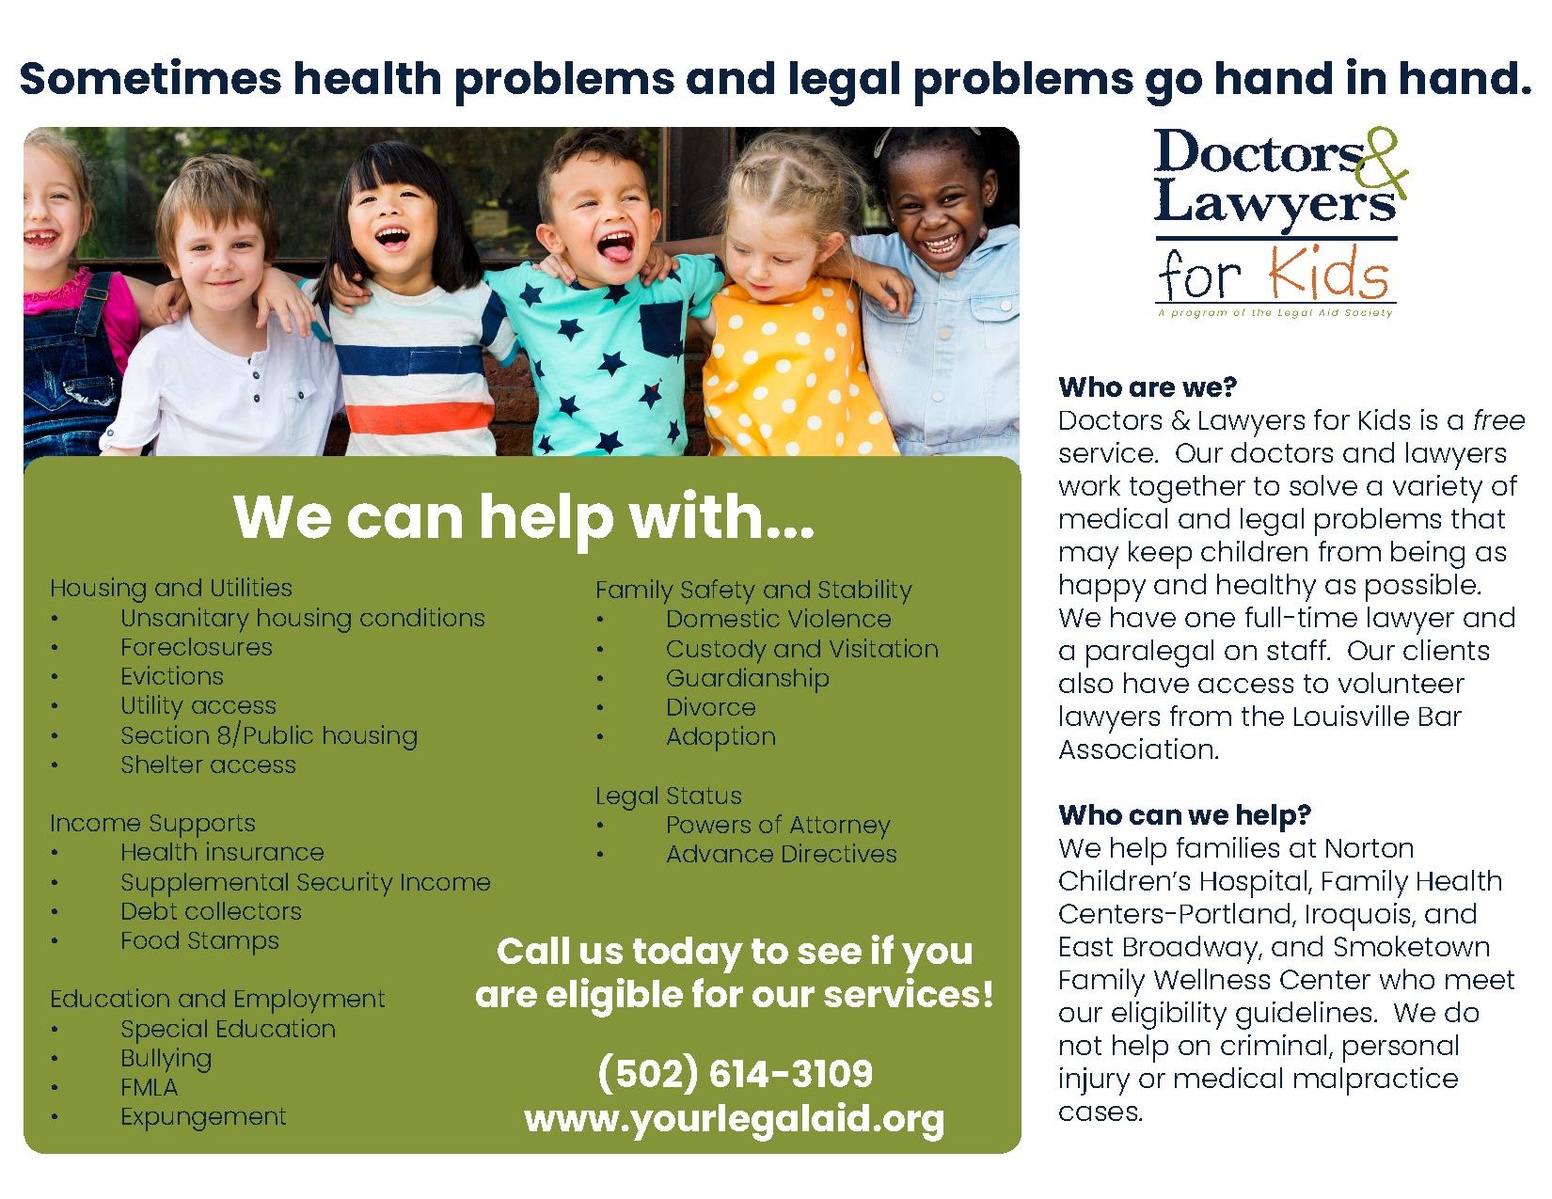 Sometimes health problems and legal problems go hand in hand.
Doctors &
Lawyers
for Kids
A program of the Legal Aid Society
We can help with...
Housing and Utilities
• Unsanitary housing conditions
• Foreclosures
• Evictions
• Utility access
• Section 8/Public housing
• Shelter access
Income Supports
• Health insurance
• Supplemental Security Income
• Debt collectors
• Food Stamps
Education and Employment
• Special Education
• Bullying
• FMLA
• Expungement
Family Safety and Stability
• Domestic Violence
• Custody and Visitation
• Guardianship
• Divorce
• Adoption
Legal Status
• Powers of Attorney
• Advance Directives
Call us today to see if you
are eligible for our services!
(502) 614-3109
www.yourlegalaid.org
Who are we?
Doctors & Lawyers for Kids is a free
service. Our doctors and lawyers
work together to solve a variety of
medical and legal problems that
may keep children from being as
happy and healthy as possible.
We have one full-time lawyer and
a paralegal on staff. Our clients
also have access to volunteer
lawyers from the Louisville Bar
Association.
Who can we help?
We help families at Norton
Children's Hospital, Family Health
Centers-Portland, Iroquois, and
East Broadway, and Smoketown
Family Wellness Center who meet
our eligibility guidelines. We do
not help on criminal, personal
injury or medical malpractice
cases.